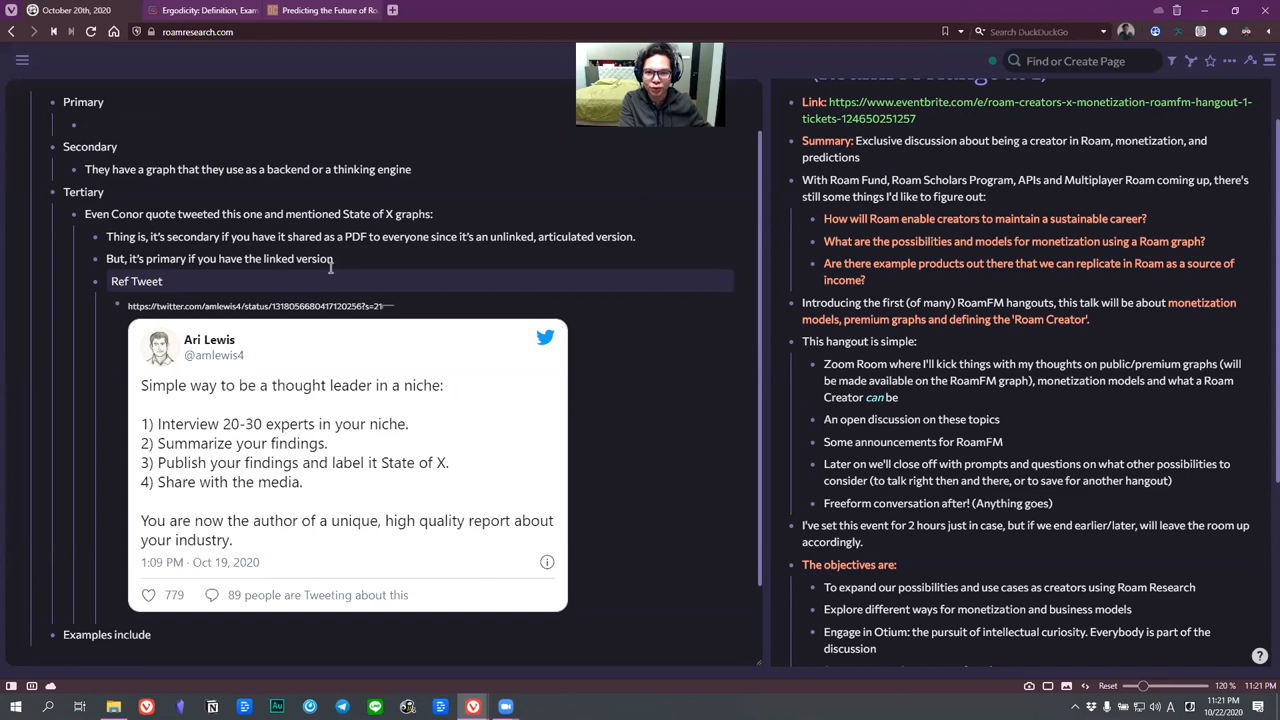 October 20th, 2020
Ergodicity: Definition, Exam
Predicting the Future of Ro
roamresearch.com
Search DuckDuckGo
Find or Create Page
Primary
Secondary
They have a graph that they use as a backend or a thinking engine
Tertiary
Even Conor quote tweeted this one and mentioned State of X graphs:
Thing is, it's secondary if you have it shared as a PDF to everyone since it's an unlinked, articulated version.
But, it's primary if you have the linked version
Ref Tweet
https://twitter.com/amlewis4/status/1318056680417120256?s=21
Ari Lewis
@amlewis4
Simple way to be a thought leader in a niche:
1) Interview 20-30 experts in your niche.
2) Summarize your findings.
3) Publish your findings and label it State of X.
4) Share with the media.
You are now the author of a unique, high quality report about
your industry.
1:09 PM · Oct 19, 2020
779
89 people are Tweeting about this
Examples include
Link: https://www.eventbrite.com/e/roam-creators-x-monetization-roamfm-hangout-1-
tickets-124650251257
Summary: Exclusive discussion about being a creator in Roam, monetization, and
predictions
With Roam Fund, Roam Scholars Program, APIs and Multiplayer Roam coming up, there's
still some things I'd like to figure out:
How will Roam enable creators to maintain a sustainable career?
What are the possibilities and models for monetization using a Roam graph?
Are there example products out there that we can replicate in Roam as a source of
income?
Introducing the first (of many) RoamFM hangouts, this talk will be about monetization
models, premium graphs and defining the 'Roam Creator'.
This hangout is simple:
Zoom Room where I'll kick things with my thoughts on public/premium graphs (will
be made available on the RoamFM graph), monetization models and what a Roam
Creator can be
An open discussion on these topics
Some announcements for RoamFM
Later on we'll close off with prompts and questions on what other possibilities to
consider (to talk right then and there, or to save for another hangout)
Freeform conversation after! (Anything goes)
I've set this event for 2 hours just in case, but if we end earlier/later, will leave the room up
accordingly.
The objectives are:
To expand our possibilities and use cases as creators using Roam Research
Explore different ways for monetization and business models
Engage in Otium: the pursuit of intellectual curiosity. Everybody is part of the
discussion
?
Reset
120 %
11:21 PM
11:21 PM
10/22/2020